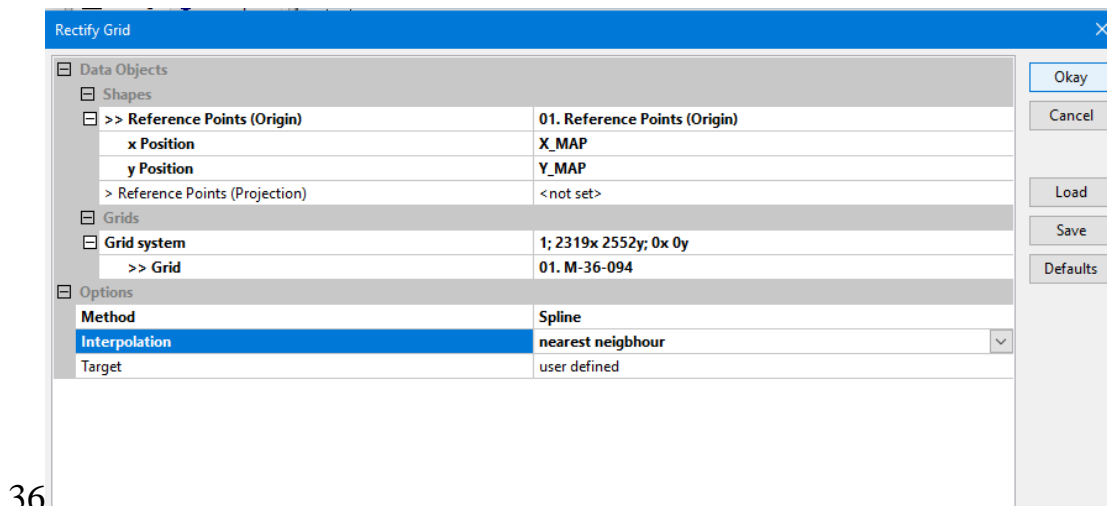 Rectify Grid
Data Objects
Okay
Shapes
>> Reference Points (Origin) 01. Reference Points (Origin)
Cancel
x Position X_MAP
y Position Y_MAP
> Reference Points (Projection) <not set>
Load
Grids
Save
Grid system 1; 2319x 2552y; 0x 0y
>> Grid 01. M-36-094
Defaults
Options
Method Spline
Interpolation nearest neigbhour
Target user defined
36